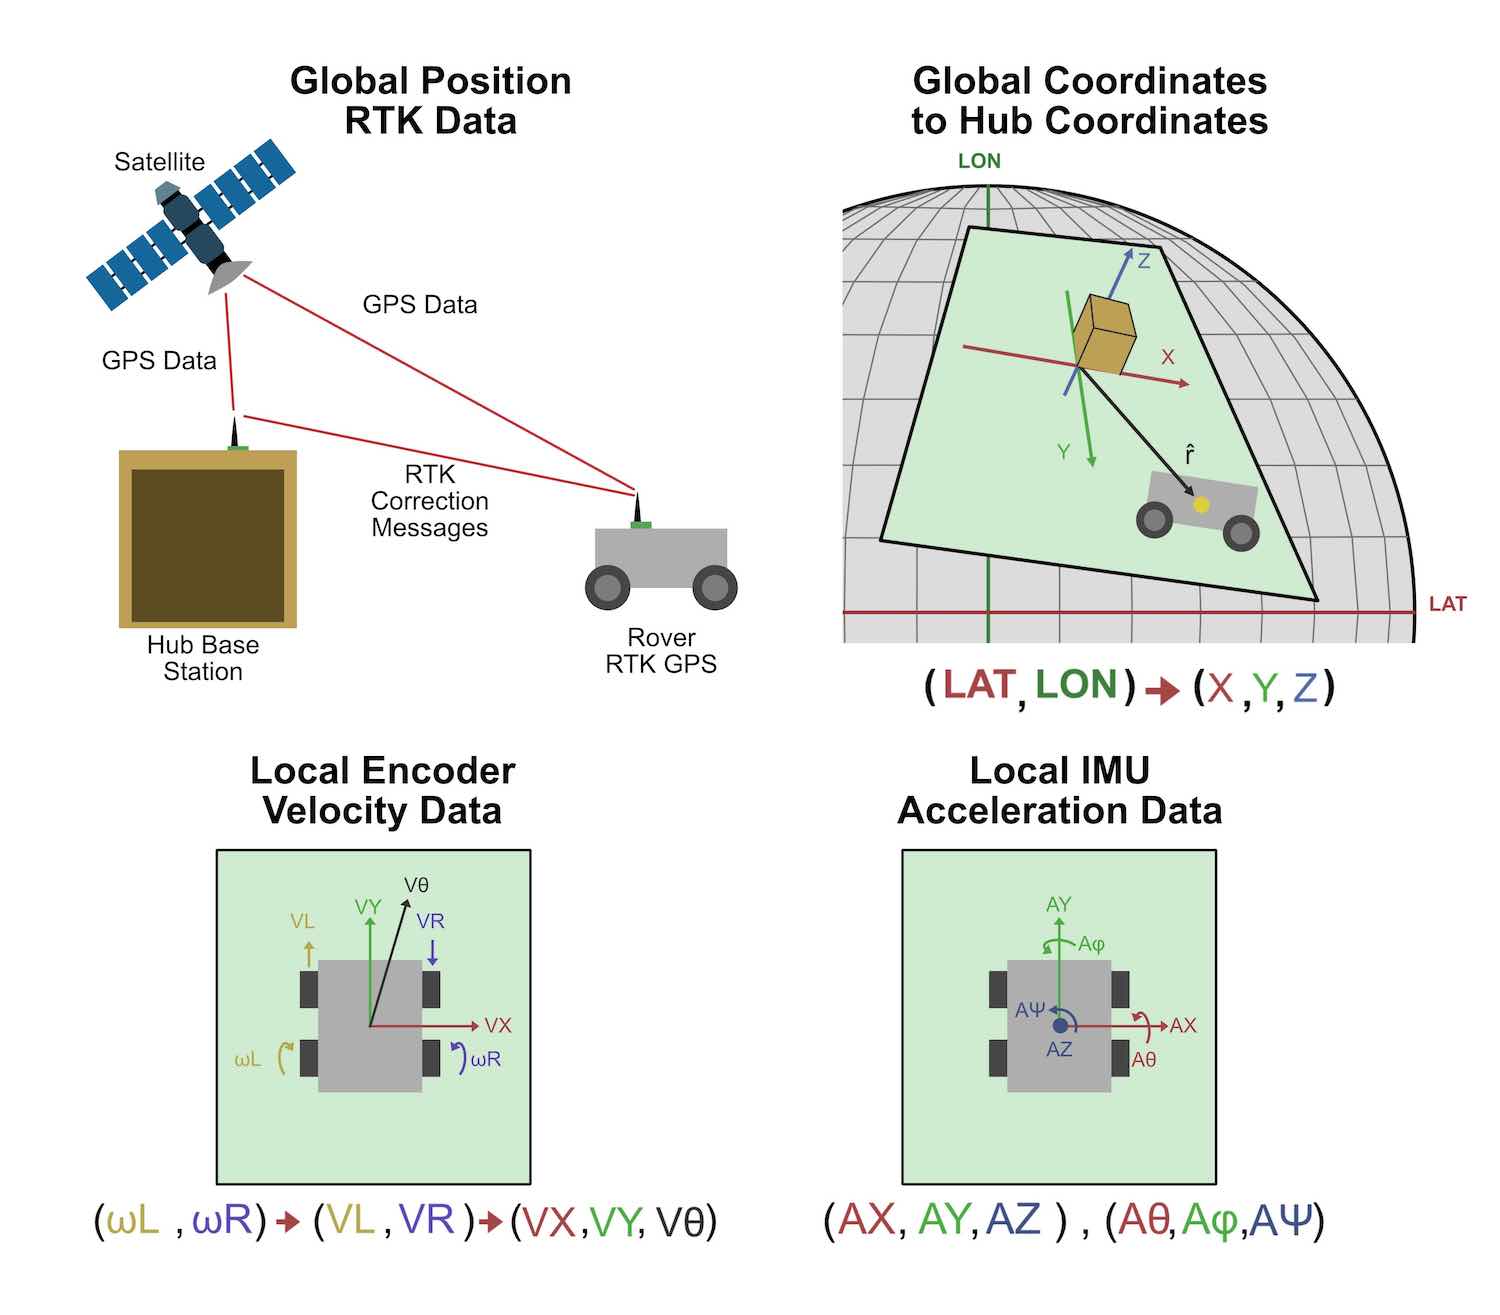 Global Position
RTK Data
Satellite
GPS Data
GPS Data
RTK
Correction
Messages
Hub Base
Station
Rover
RTK GPS
Global Coordinates
to Hub Coordinates
LON
Z
X
Y
r̂
LAT
(LAT, LON) → (X, Y, Z)
Local Encoder
Velocity Data
Vθ
VY
VL
VR
VX
ωL
ωR
(ωL, ωR) → (VL, VR) → (VX, VY, Vθ)
Local IMU
Acceleration Data
AY
Aφ
AΨ
AX
AZ
Aθ
(AX, AY, AZ), (Aθ, Aφ, AΨ)